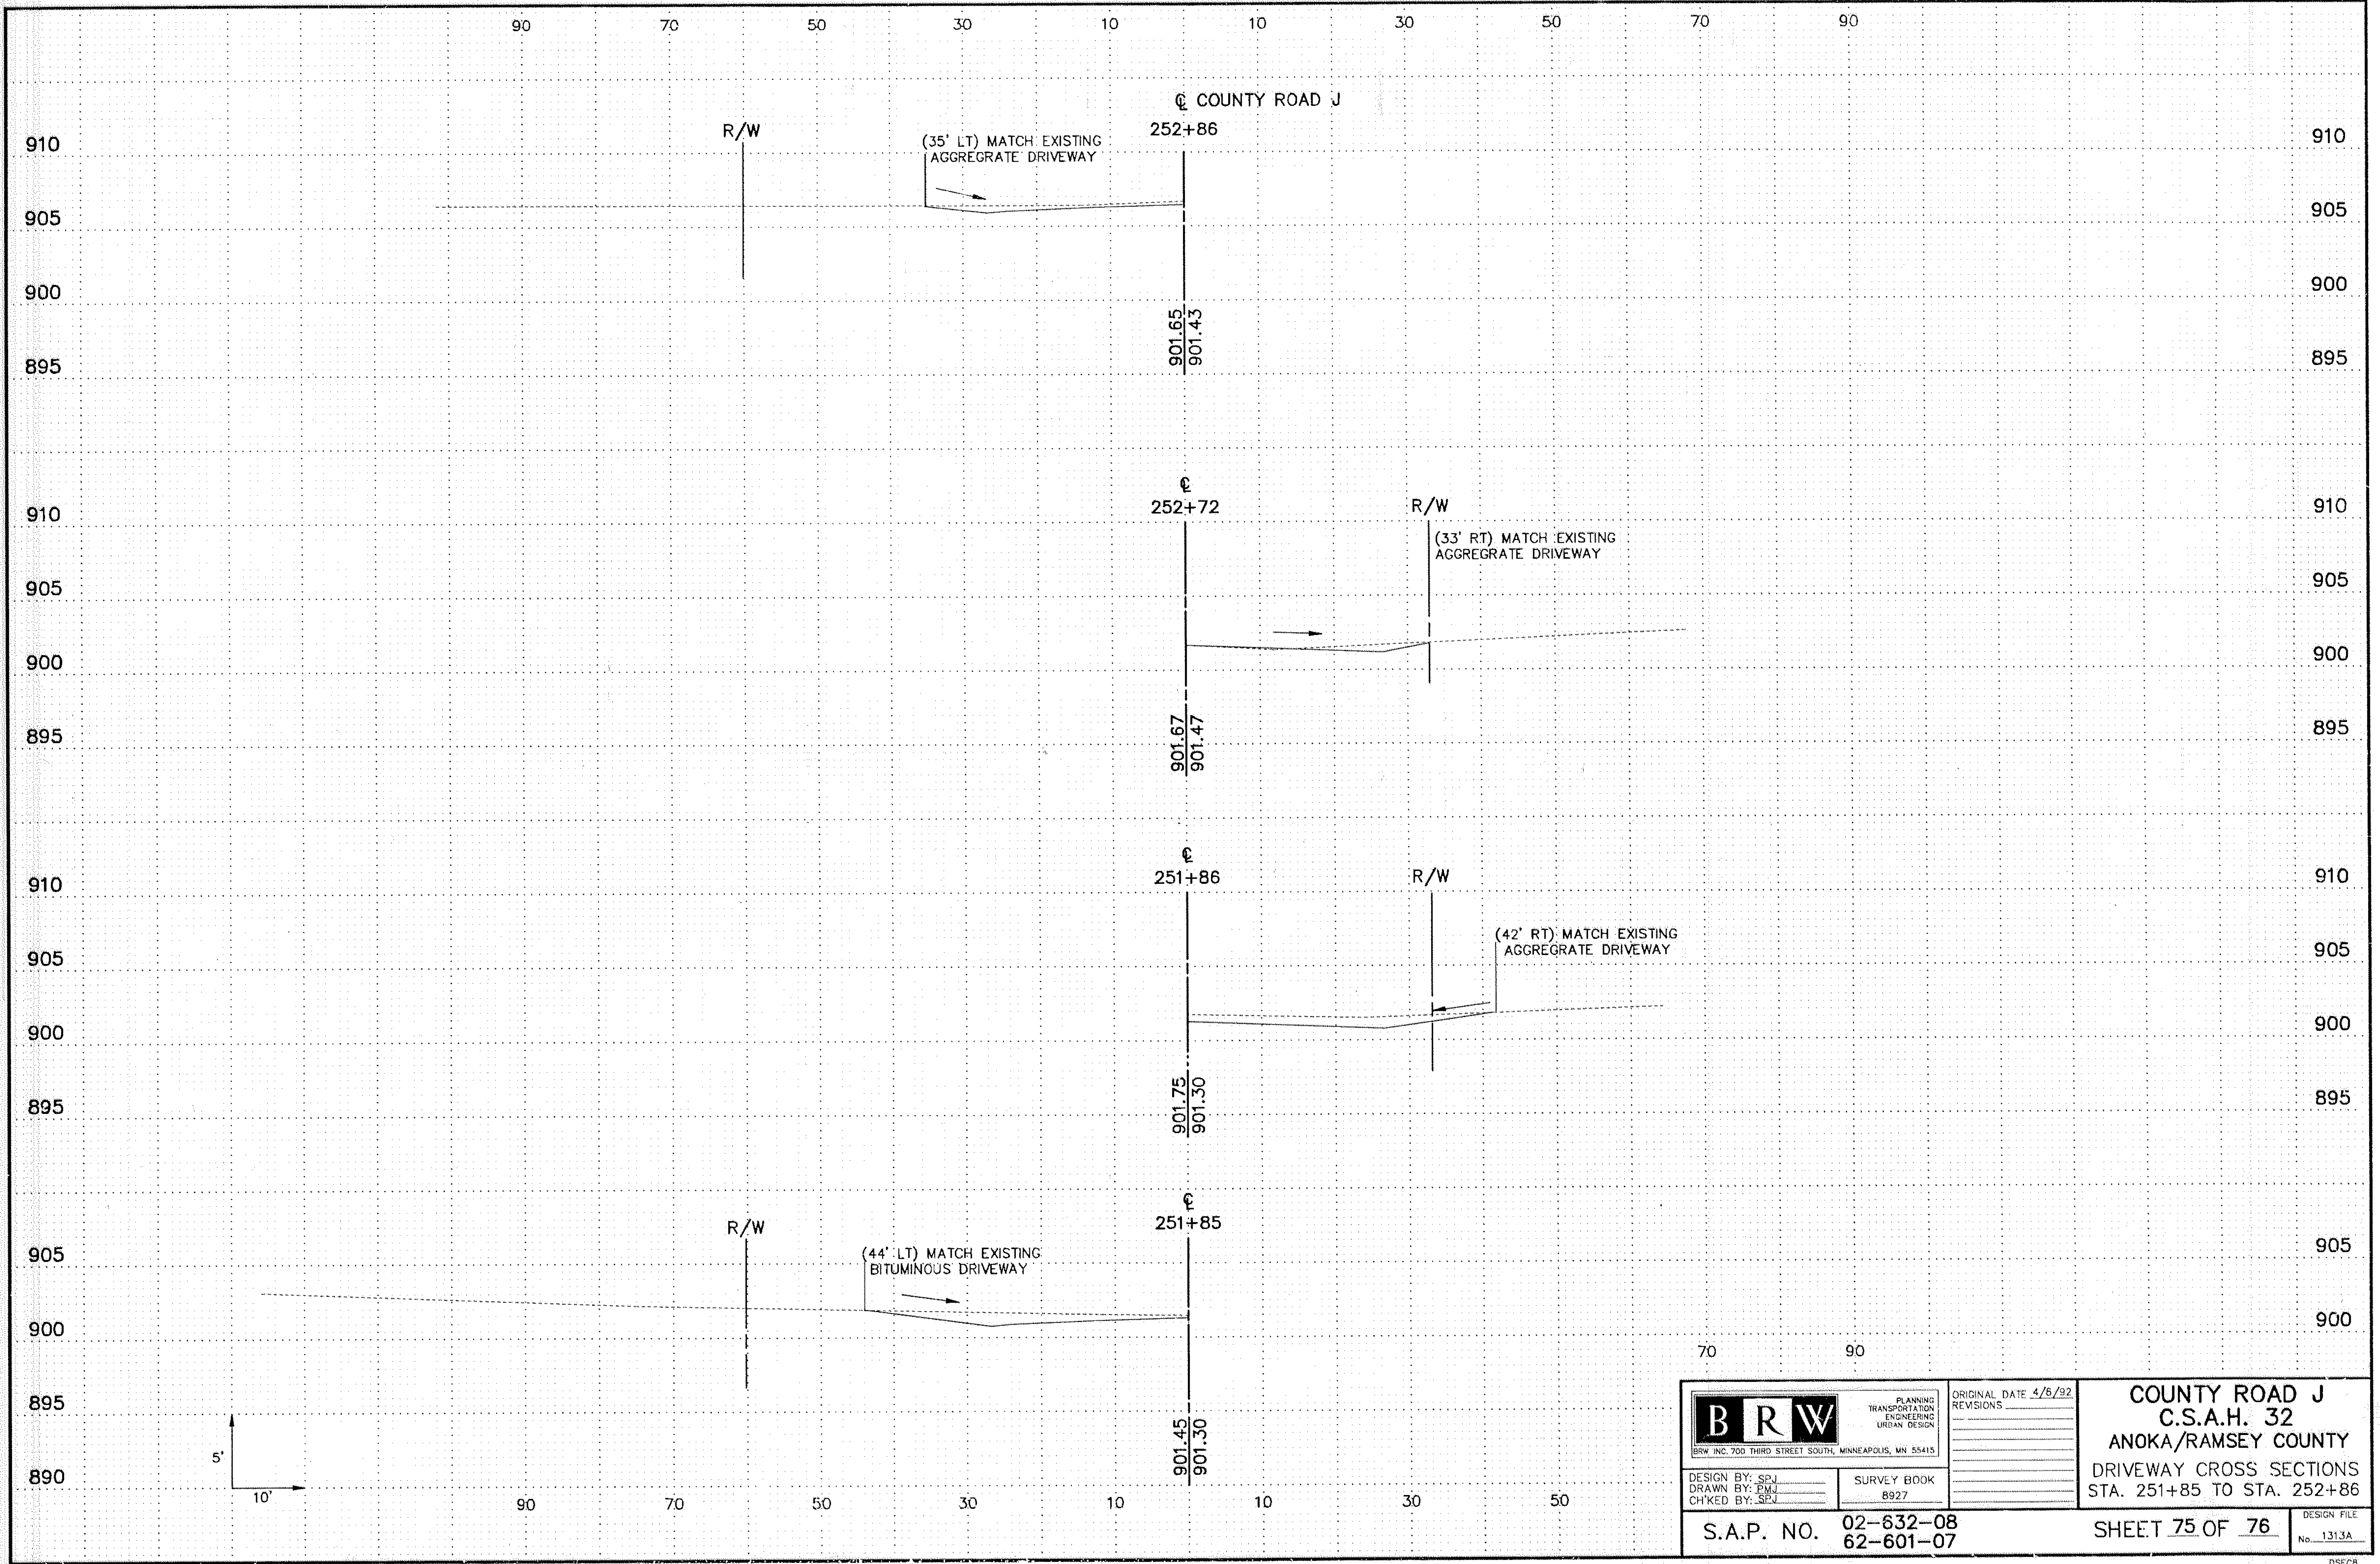 90 70 50 30 10 10 30 50 70 90
℄ COUNTY ROAD J
R/W 252+86
910 910
(35' LT) MATCH EXISTING
AGGREGRATE DRIVEWAY
905 905
900 900
901.65
901.43
895 895
℄
252+72 R/W
910 910
(33' RT) MATCH EXISTING
AGGREGRATE DRIVEWAY
905 905
900 900
901.67
901.47
895 895
℄
251+86 R/W
910 910
(42' RT) MATCH EXISTING
AGGREGRATE DRIVEWAY
905 905
900 900
901.75
901.30
895 895
℄
R/W 251+85
905 905
(44' LT) MATCH EXISTING
BITUMINOUS DRIVEWAY
900 900
70 90
895
901.45
901.30
5'
890
10'
90 70 50 30 10 10 30 50
BRW
PLANNING
TRANSPORTATION
ENGINEERING
URBAN DESIGN
BRW INC. 700 THIRD STREET SOUTH, MINNEAPOLIS, MN 55415
DESIGN BY: SPJ
DRAWN BY: PMJ
CH'KED BY: SPJ
SURVEY BOOK
8927
ORIGINAL DATE 4/6/92
REVISIONS
COUNTY ROAD J
C.S.A.H. 32
ANOKA/RAMSEY COUNTY
DRIVEWAY CROSS SECTIONS
STA. 251+85 TO STA. 252+86
S.A.P. NO. 02-632-08
62-601-07
SHEET 75 OF 76
DESIGN FILE
No. 1313A